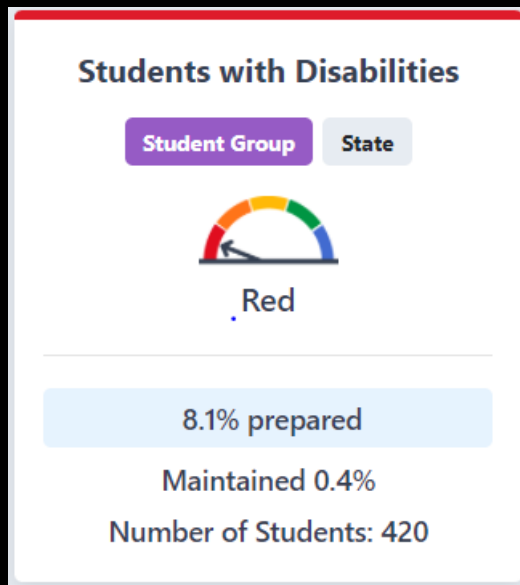 Students with Disabilities
Student Group State
Red
8.1% prepared
Maintained 0.4%
Number of Students: 420